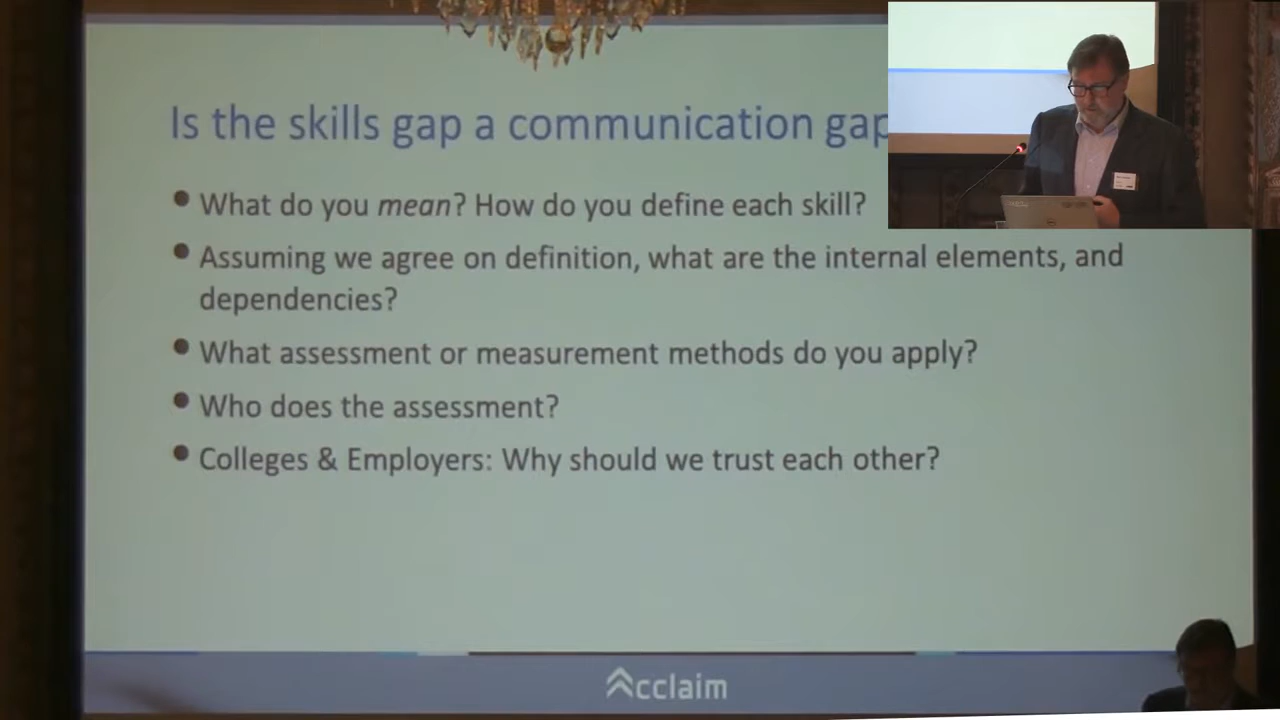 Is the skills gap a communication gap
• What do you mean? How do you define each skill?
• Assuming we agree on definition, what are the internal elements, and
dependencies?
• What assessment or measurement methods do you apply?
• Who does the assessment?
• Colleges & Employers: Why should we trust each other?
Acclaim